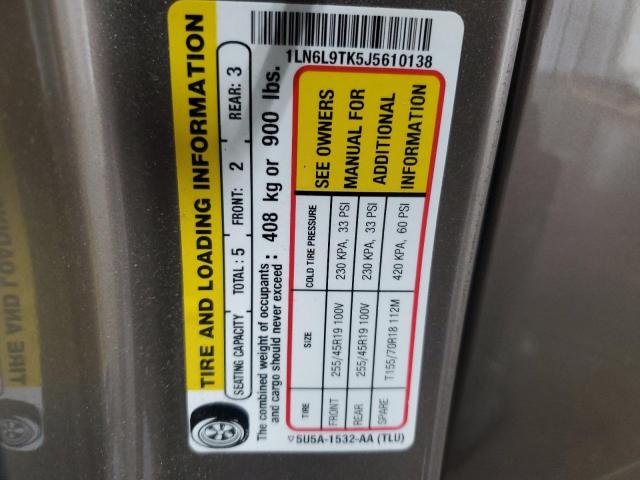 1LN6L9TK5J5610138
TIRE AND LOADING INFORMATION
SEATING CAPACITY TOTAL: 5 FRONT: 2 REAR: 3
The combined weight of occupants
and cargo should never exceed : 408 kg or 900 lbs.
TIRE SIZE COLD TIRE PRESSURE
FRONT 255/45R19 100V 230 KPA, 33 PSI
REAR 255/45R19 100V 230 KPA, 33 PSI
SPARE T155/70R18 112M 420 KPA, 60 PSI
SEE OWNERS
MANUAL FOR
ADDITIONAL
INFORMATION
5U5A-1532-AA (TLU)